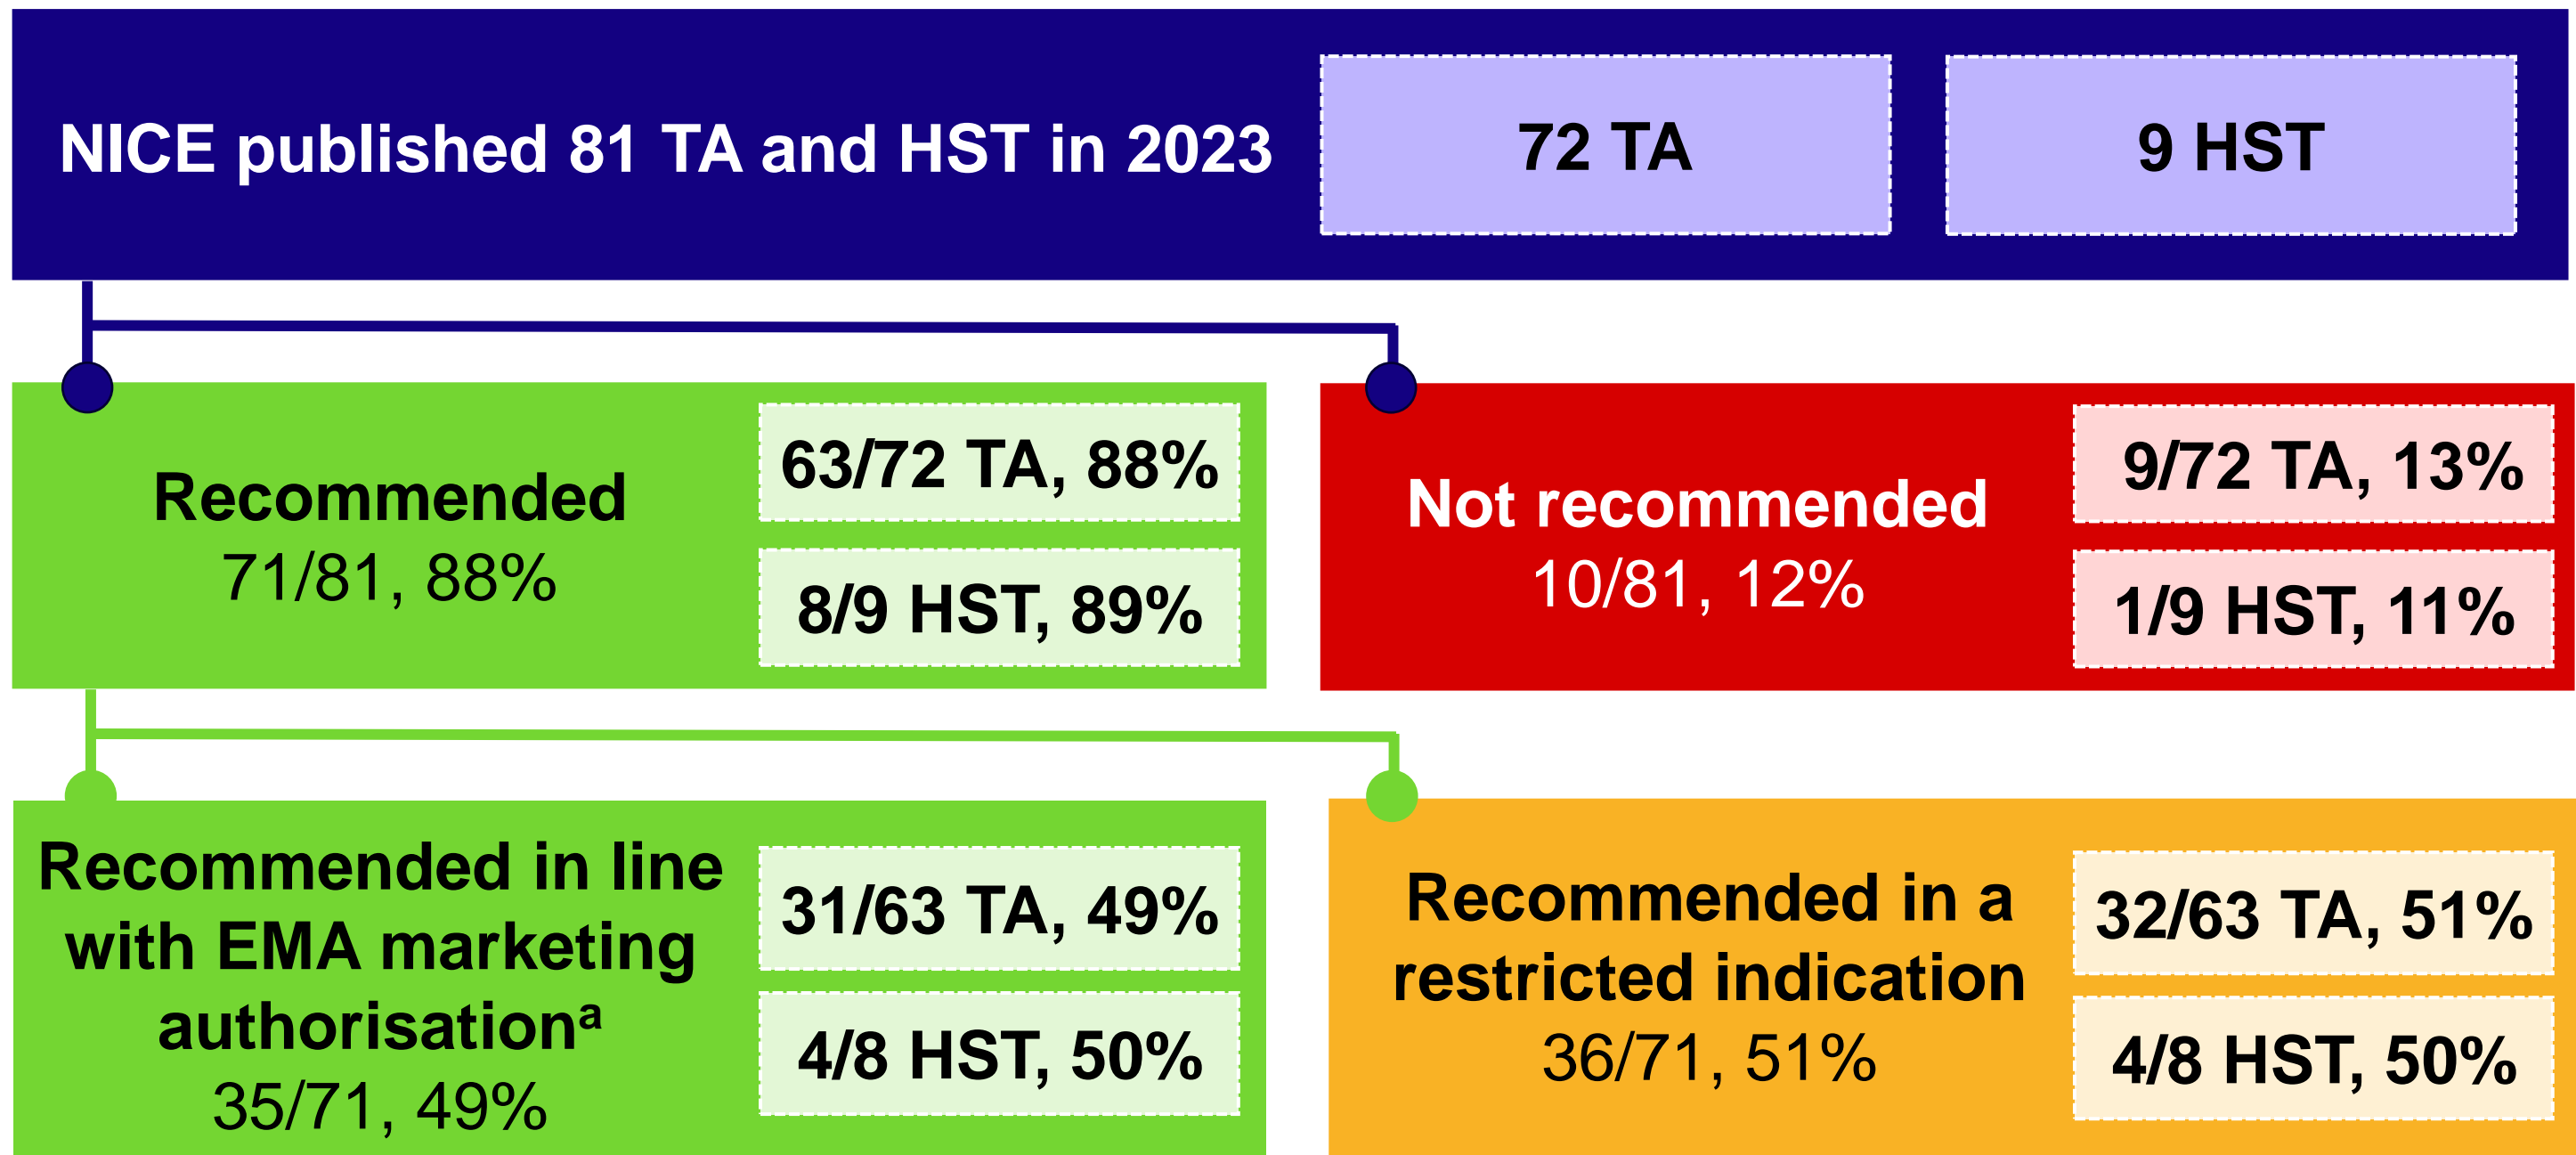 NICE published 81 TA and HST in 2023
72 TA
9 HST
Recommended
71/81, 88%
63/72 TA, 88%
8/9 HST, 89%
Not recommended
10/81, 12%
9/72 TA, 13%
1/9 HST, 11%
Recommended in line
with EMA marketing
authorisationᵃ
35/71, 49%
31/63 TA, 49%
4/8 HST, 50%
Recommended in a
restricted indication
36/71, 51%
32/63 TA, 51%
4/8 HST, 50%